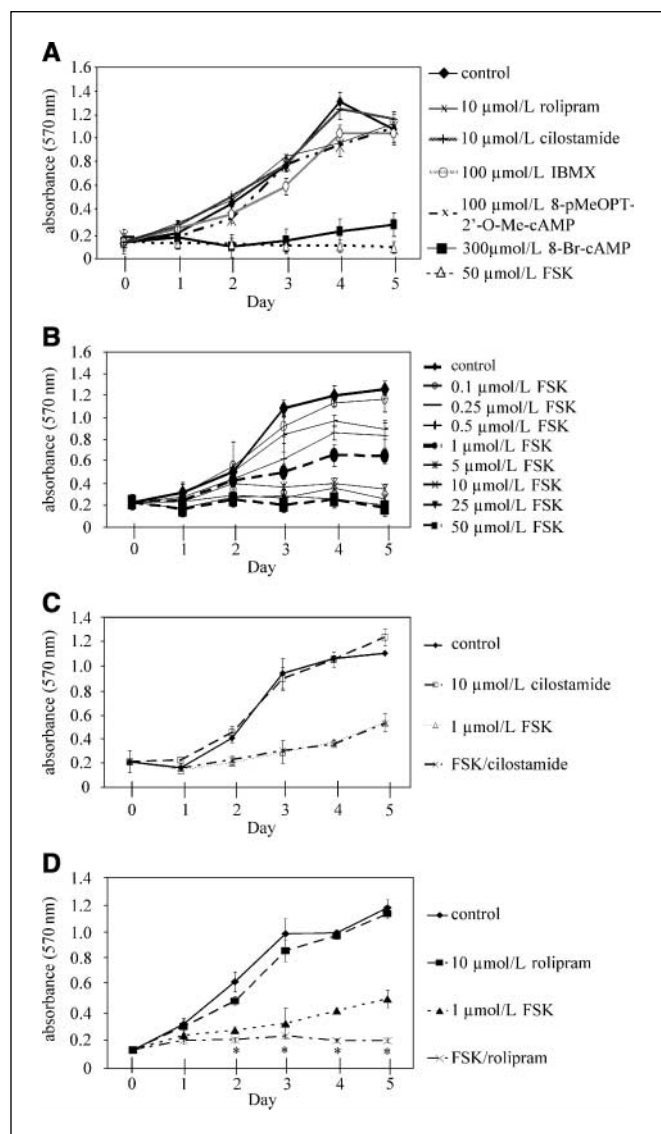 A
absorbance (570 nm)
1.6
1.4
1.2
1.0
0.8
0.6
0.4
0.2
0
0 1 2 3 4 5
Day
control
10 µmol/L rolipram
10 µmol/L cilostamide
100 µmol/L IBMX
100 µmol/L 8-pMeOPT-
2'-O-Me-cAMP
300µmol/L 8-Br-cAMP
50 µmol/L FSK
B
absorbance (570 nm)
1.6
1.4
1.2
1.0
0.8
0.6
0.4
0.2
0
0 1 2 3 4 5
Day
control
0.1 µmol/L FSK
0.25 µmol/L FSK
0.5 µmol/L FSK
1 µmol/L FSK
5 µmol/L FSK
10 µmol/L FSK
25 µmol/L FSK
50 µmol/L FSK
C
absorbance (570 nm)
1.4
1.2
1.0
0.8
0.6
0.4
0.2
0
0 1 2 3 4 5
Day
control
10 µmol/L cilostamide
1 µmol/L FSK
FSK/cilostamide
D
absorbance (570 nm)
1.4
1.2
1.0
0.8
0.6
0.4
0.2
0
* * * *
0 1 2 3 4 5
Day
control
10 µmol/L rolipram
1 µmol/L FSK
FSK/rolipram